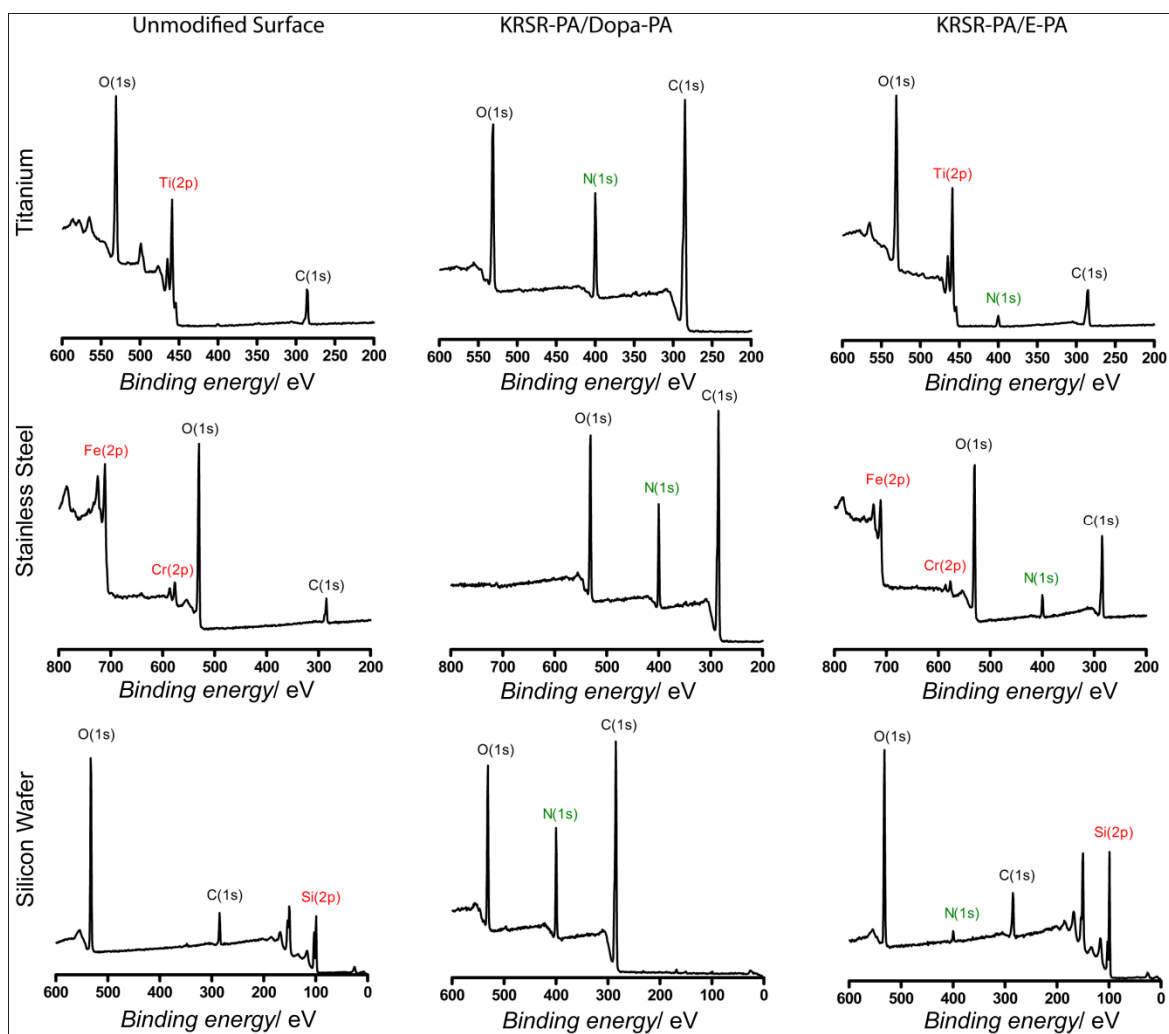 Unmodified Surface
KRSR-PA/Dopa-PA
KRSR-PA/E-PA
Titanium
O(1s)
Ti(2p)
C(1s)
600 550 500 450 400 350 300 250 200
Binding energy/ eV
O(1s)
N(1s)
C(1s)
600 550 500 450 400 350 300 250 200
Binding energy/ eV
O(1s)
Ti(2p)
N(1s)
C(1s)
600 550 500 450 400 350 300 250 200
Binding energy/ eV
Stainless Steel
Fe(2p)
Cr(2p)
O(1s)
C(1s)
800 700 600 500 400 300 200
Binding energy/ eV
O(1s)
N(1s)
C(1s)
800 700 600 500 400 300 200
Binding energy/ eV
Fe(2p)
Cr(2p)
O(1s)
N(1s)
C(1s)
800 700 600 500 400 300 200
Binding energy/ eV
Silicon Wafer
O(1s)
C(1s)
Si(2p)
600 500 400 300 200 100 0
Binding energy/ eV
O(1s)
N(1s)
C(1s)
600 500 400 300 200 100 0
Binding energy/ eV
O(1s)
N(1s)
C(1s)
Si(2p)
600 500 400 300 200 100 0
Binding energy/ eV